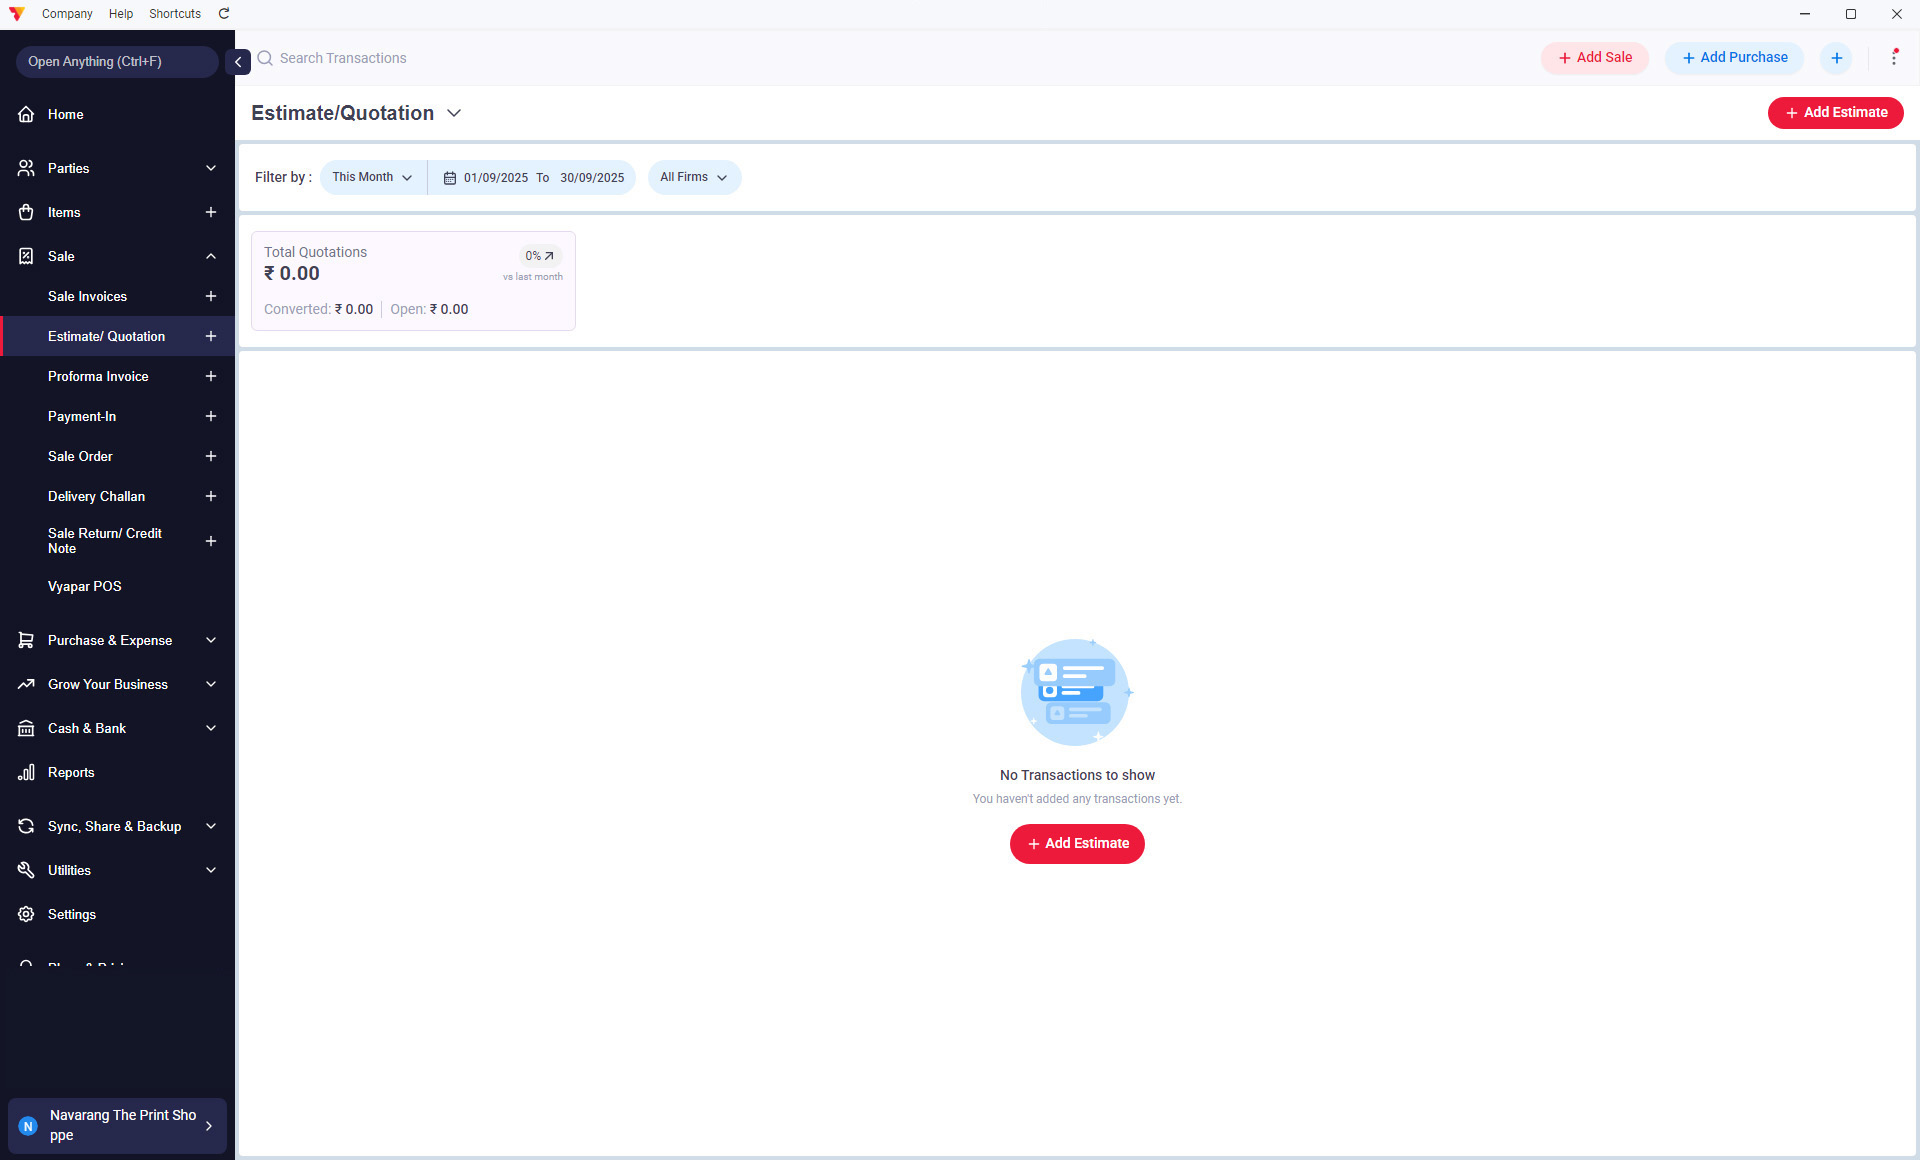 Company Help Shortcuts
Open Anything (Ctrl+F)
Search Transactions
Add Sale
Add Purchase
Home
Estimate/Quotation
Add Estimate
Parties
Filter by :
This Month
01/09/2025 To 30/09/2025
All Firms
Items
Sale
Total Quotations
0%
₹ 0.00
vs last month
Converted: ₹ 0.00
Open: ₹ 0.00
Sale Invoices
Estimate/ Quotation
Proforma Invoice
Payment-In
Sale Order
Delivery Challan
Sale Return/ Credit
Note
Vyapar POS
Purchase & Expense
Grow Your Business
Cash & Bank
Reports
Sync, Share & Backup
Utilities
Settings
No Transactions to show
You haven't added any transactions yet.
Add Estimate
N
Navarang The Print Sho
ppe